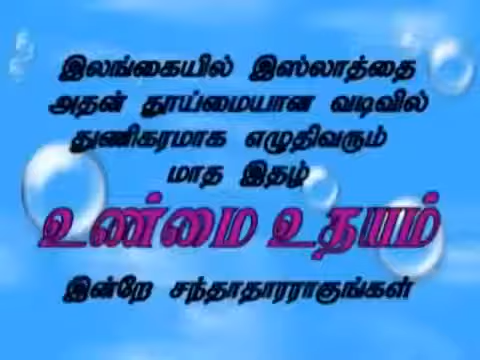 இலங்கையில் இஸ்லாத்தை
அதன் தூய்மையான வடிவில்
துணிகரமாக எழுதிவரும்
மாத இதழ்
உண்மை உதயம்
இன்றே சந்தாதாரராகுங்கள்